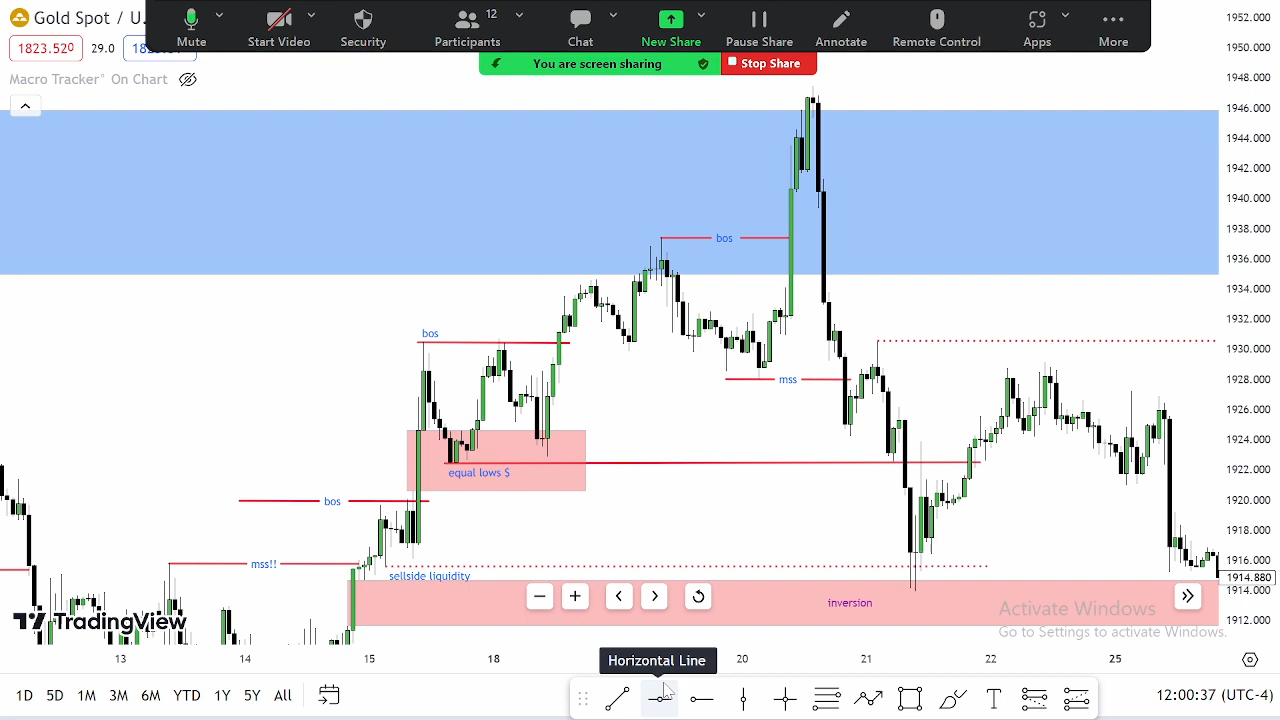 Gold Spot / U.
1823.520
29.0
Macro Tracker° On Chart
Mute
Start Video
Security
12
Participants
Chat
New Share
Pause Share
Annotate
Remote Control
Apps
More
You are screen sharing
Stop Share
1952.000
1950.000
1948.000
1946.000
1944.000
1942.000
1940.000
1938.000
1936.000
1934.000
1932.000
1930.000
1928.000
1926.000
1924.000
1922.000
1920.000
1918.000
1916.000
1914.880
1914.000
1912.000
bos
bos
mss
equal lows $
bos
mss!!
sellside liquidity
inversion
Activate Windows
Go to Settings to activate Windows.
TradingView
13 14 15 18 20 21 22 25
Horizontal Line
1D 5D 1M 3M 6M YTD 1Y 5Y All
12:00:37 (UTC-4)